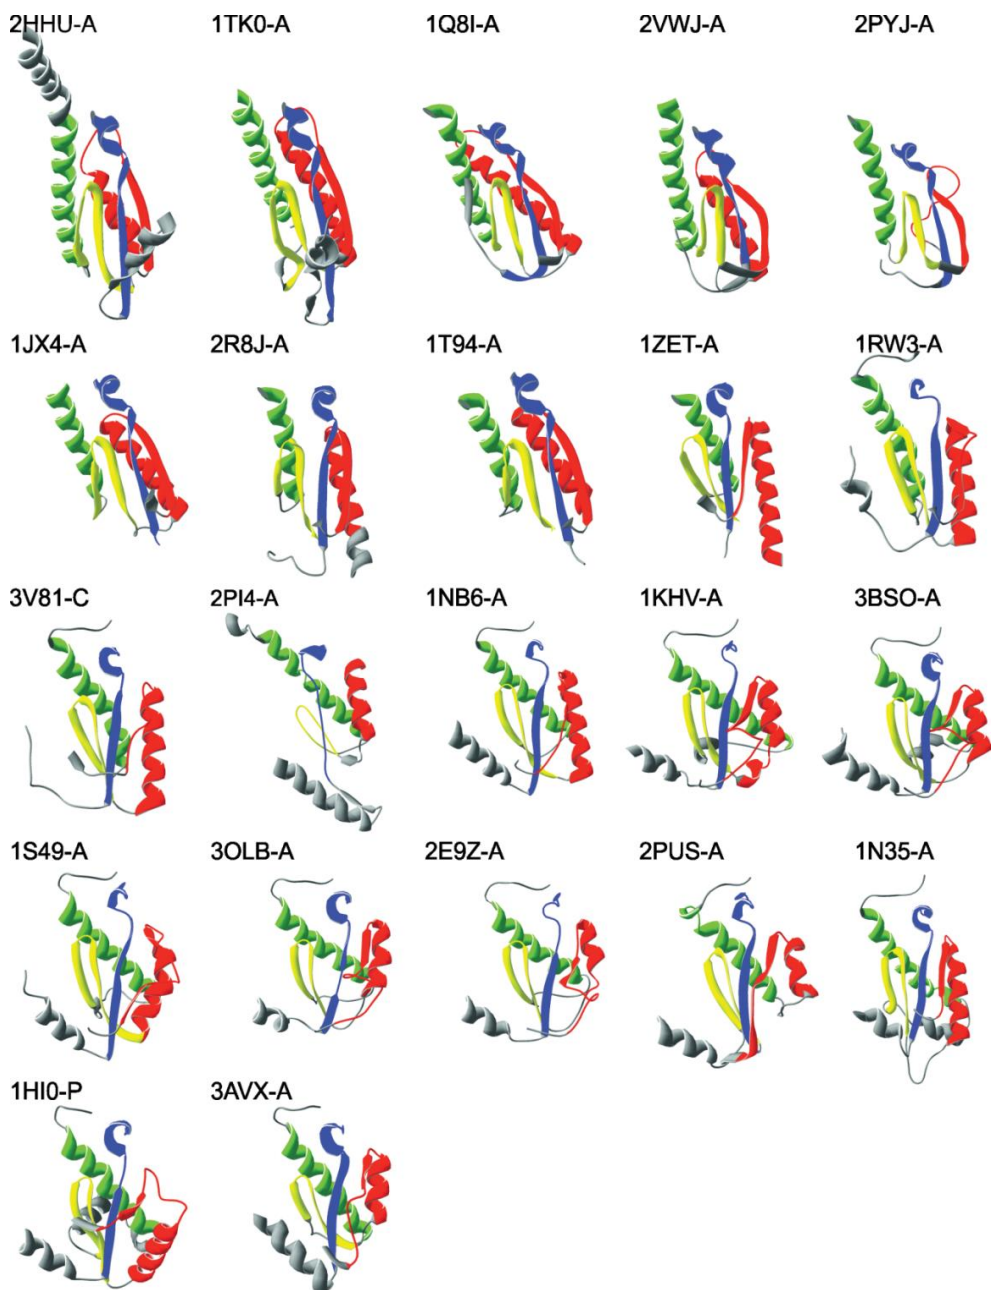 2HHU-A 1TK0-A 1Q8I-A 2VWJ-A 2PYJ-A
1JX4-A 2R8J-A 1T94-A 1ZET-A 1RW3-A
3V81-C 2PI4-A 1NB6-A 1KHV-A 3BSO-A
1S49-A 3OLB-A 2E9Z-A 2PUS-A 1N35-A
1HI0-P 3AVX-A